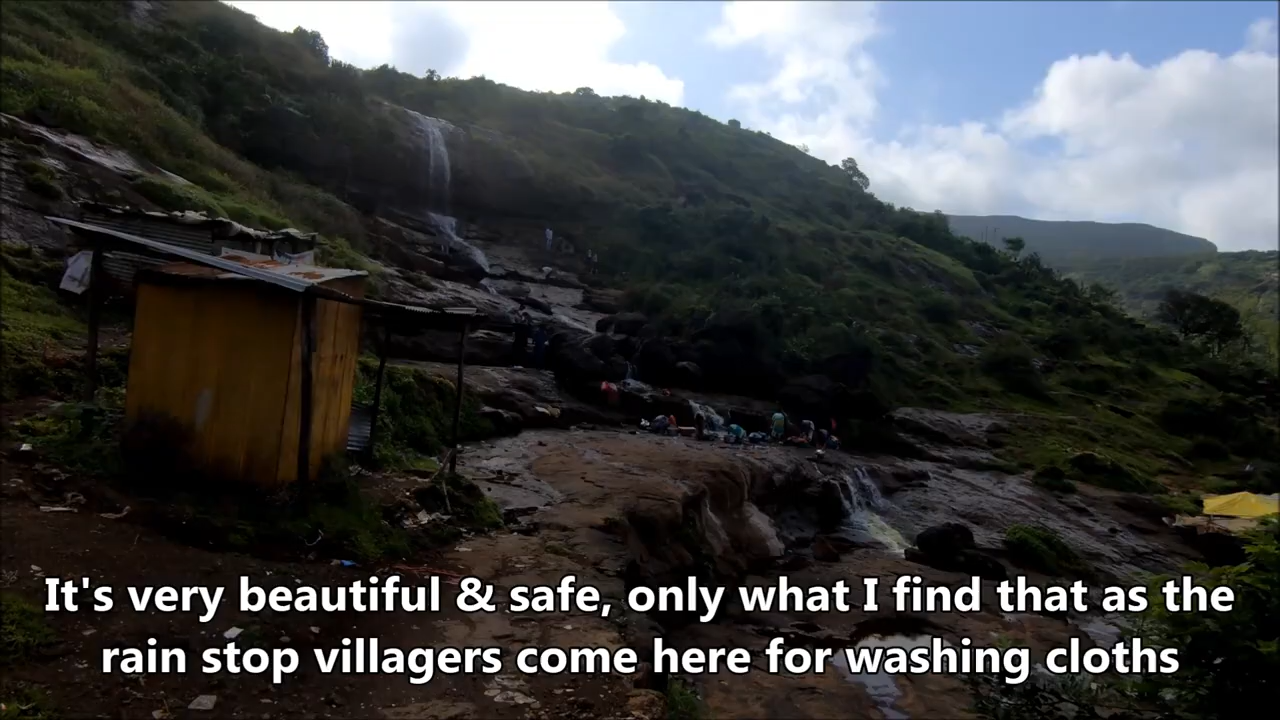 It's very beautiful & safe, only what I find that as the
rain stop villagers come here for washing cloths